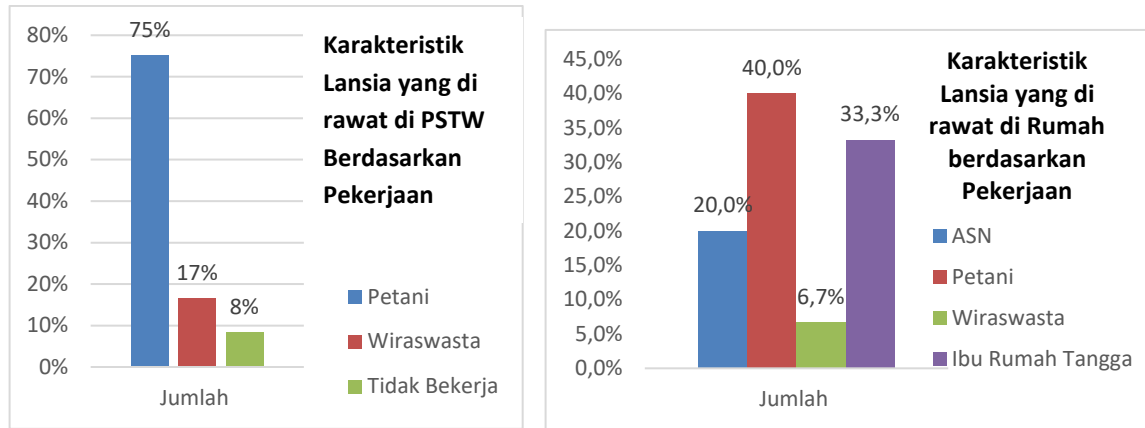 Karakteristik
Lansia yang di
rawat di PSTW
Berdasarkan
Pekerjaan
80%
70%
60%
50%
40%
30%
20%
10%
0%
75%
17%
8%
Jumlah
Petani
Wiraswasta
Tidak Bekerja
Karakteristik
Lansia yang di
rawat di Rumah
berdasarkan
Pekerjaan
45,0%
40,0%
35,0%
30,0%
25,0%
20,0%
15,0%
10,0%
5,0%
0,0%
20,0%
40,0%
6,7%
33,3%
Jumlah
ASN
Petani
Wiraswasta
Ibu Rumah Tangga